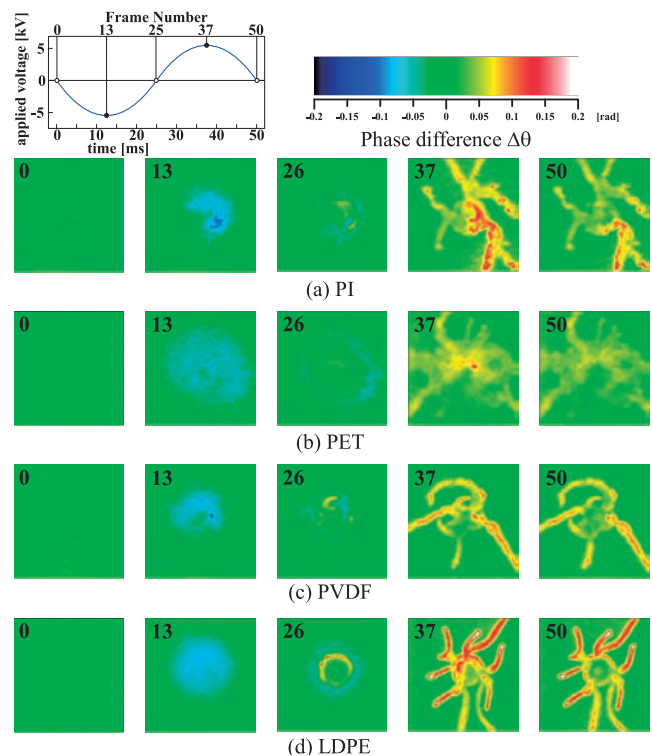 Frame Number
0 13 25 37 50
applied voltage [kV]
5
0
-5
0 10 20 30 40 50
time [ms]
-0.2 -0.15 -0.1 -0.05 0 0.05 0.1 0.15 0.2 [rad]
Phase difference Δθ
0 13 26 37 50
(a) PI
0 13 26 37 50
(b) PET
0 13 26 37 50
(c) PVDF
0 13 26 37 50
(d) LDPE